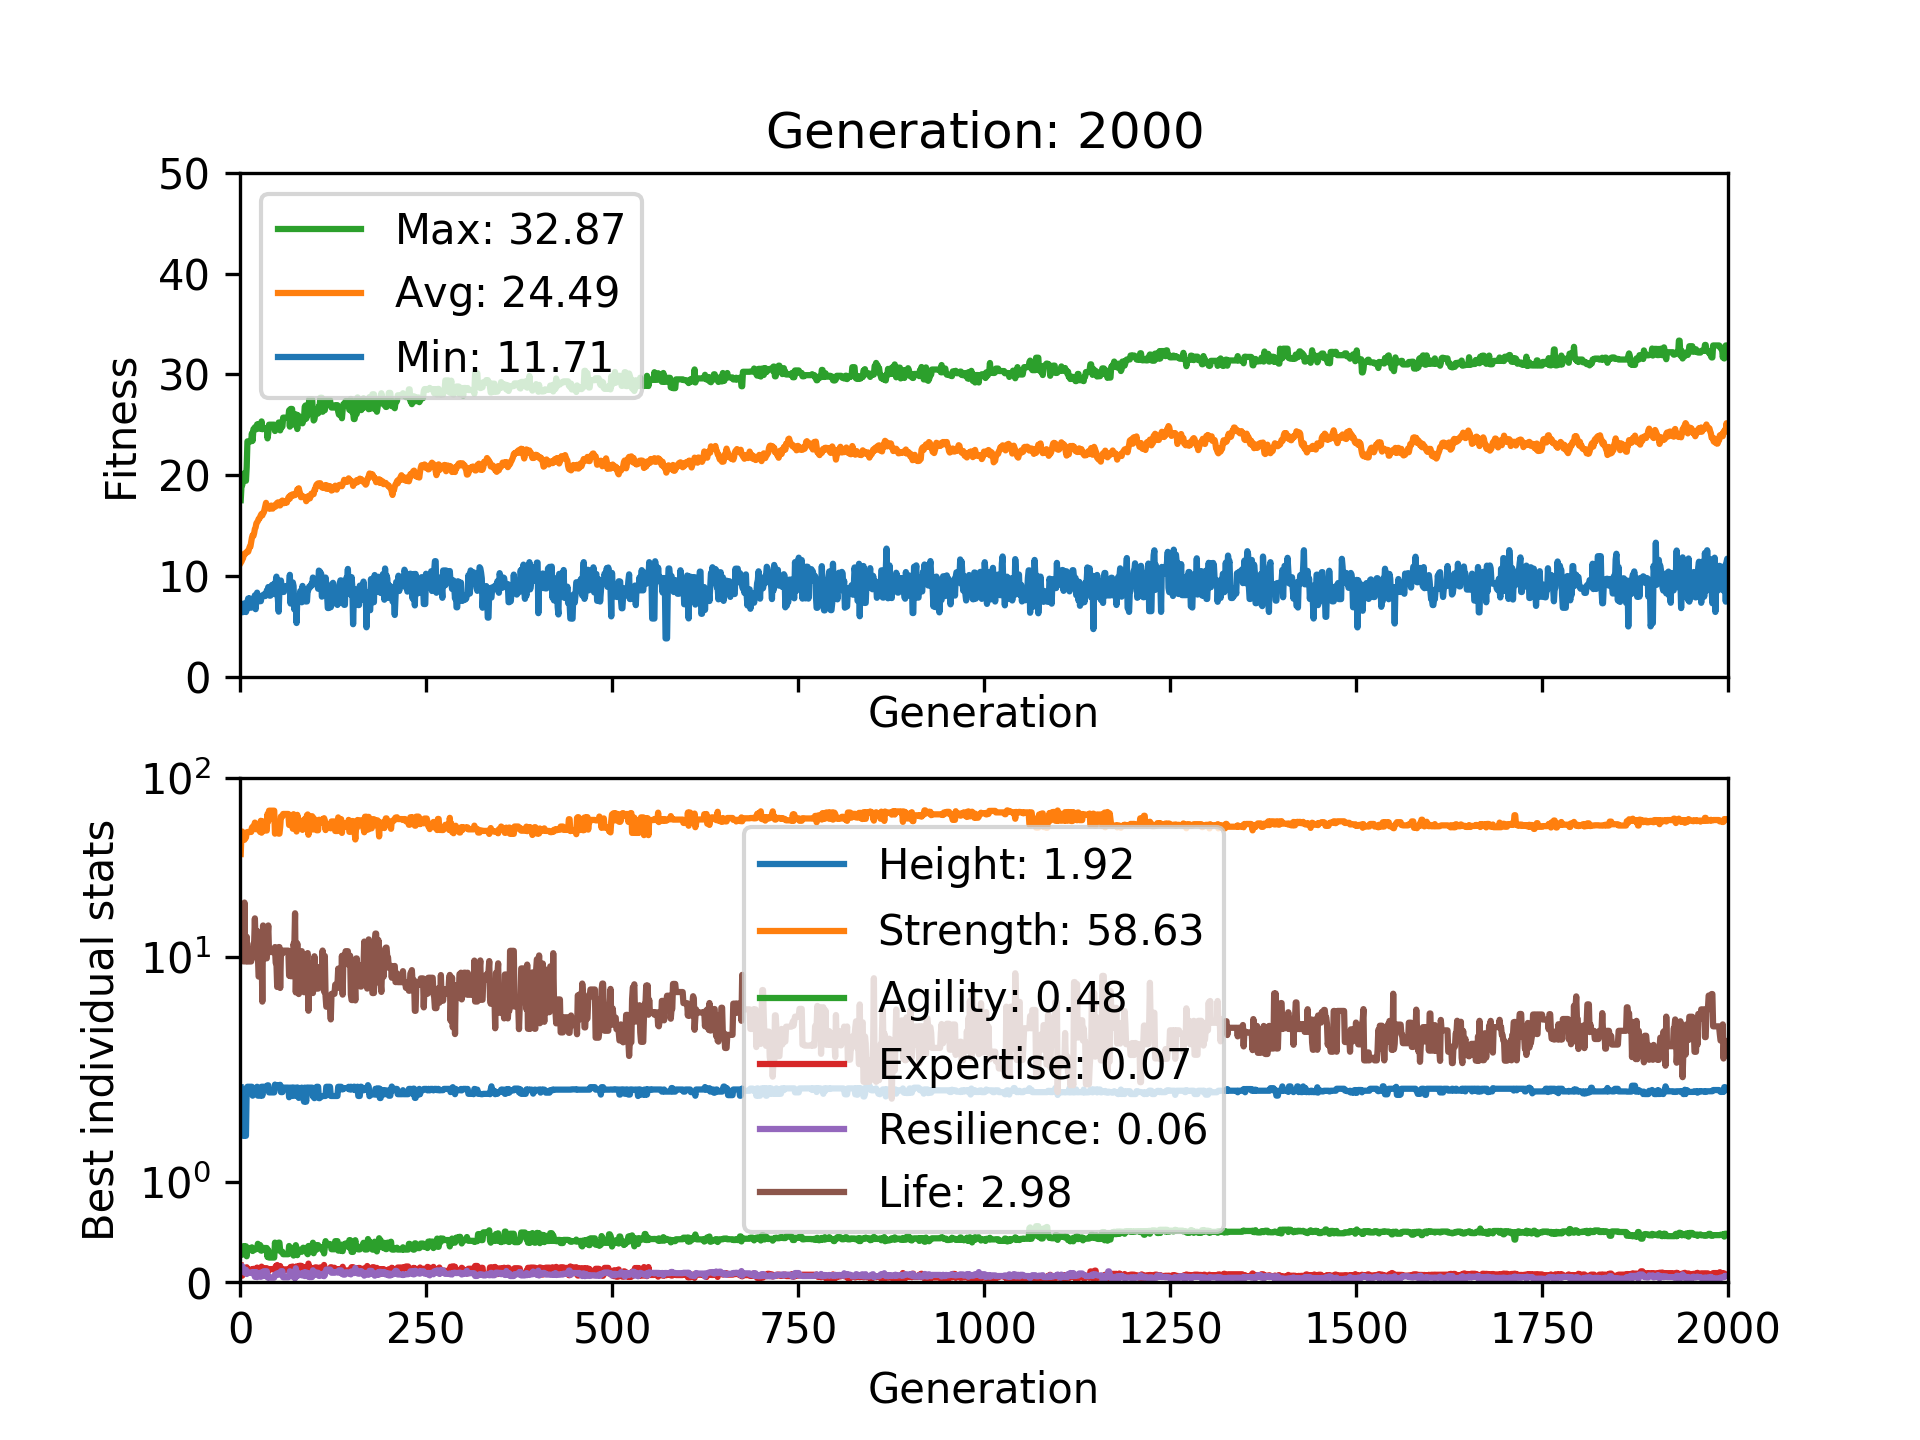 Generation: 2000
50
40
30
20
10
0
Fitness
Max: 32.87
Avg: 24.49
Min: 11.71
Generation
10²
10¹
10⁰
0
Best individual stats
Height: 1.92
Strength: 58.63
Agility: 0.48
Expertise: 0.07
Resilience: 0.06
Life: 2.98
0 250 500 750 1000 1250 1500 1750 2000
Generation